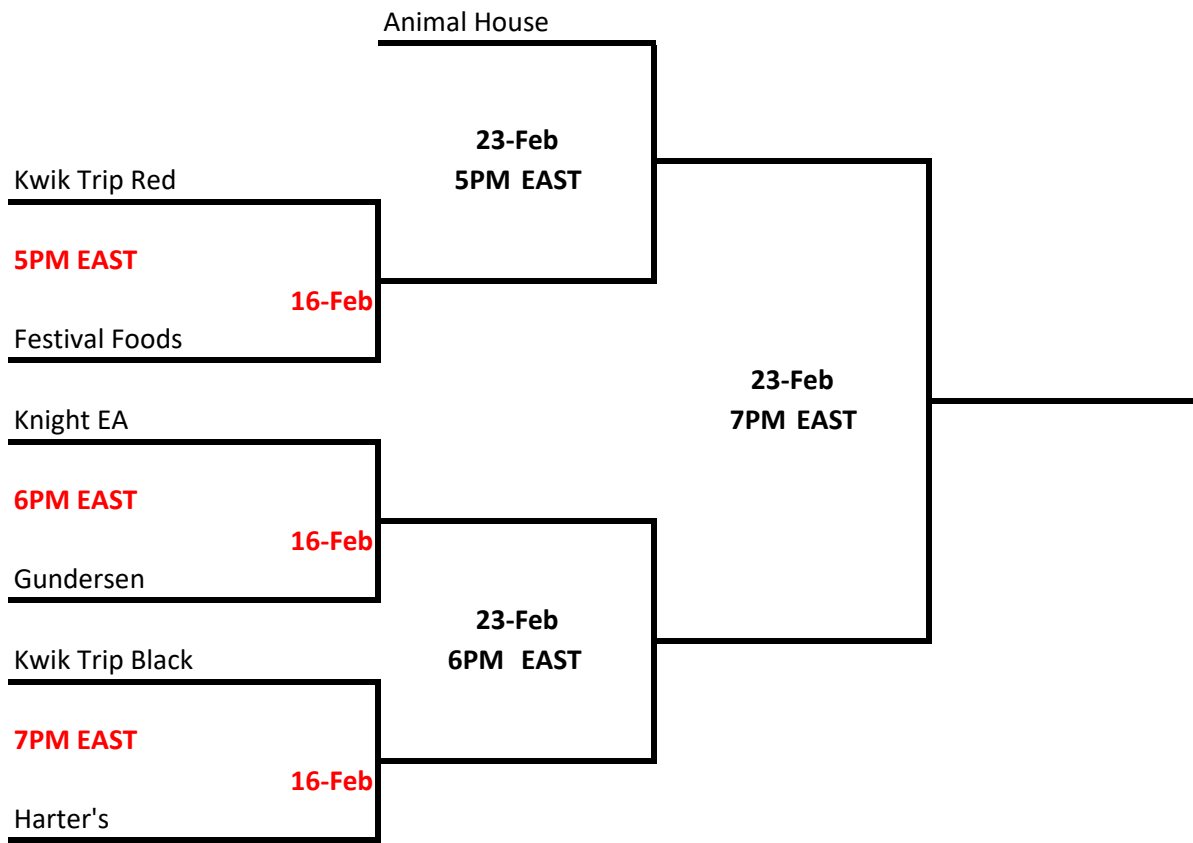 Animal House
23-Feb
5PM EAST
Kwik Trip Red
5PM EAST
16-Feb
Festival Foods
23-Feb
7PM EAST
Knight EA
6PM EAST
16-Feb
Gundersen
23-Feb
6PM EAST
Kwik Trip Black
7PM EAST
16-Feb
Harter's